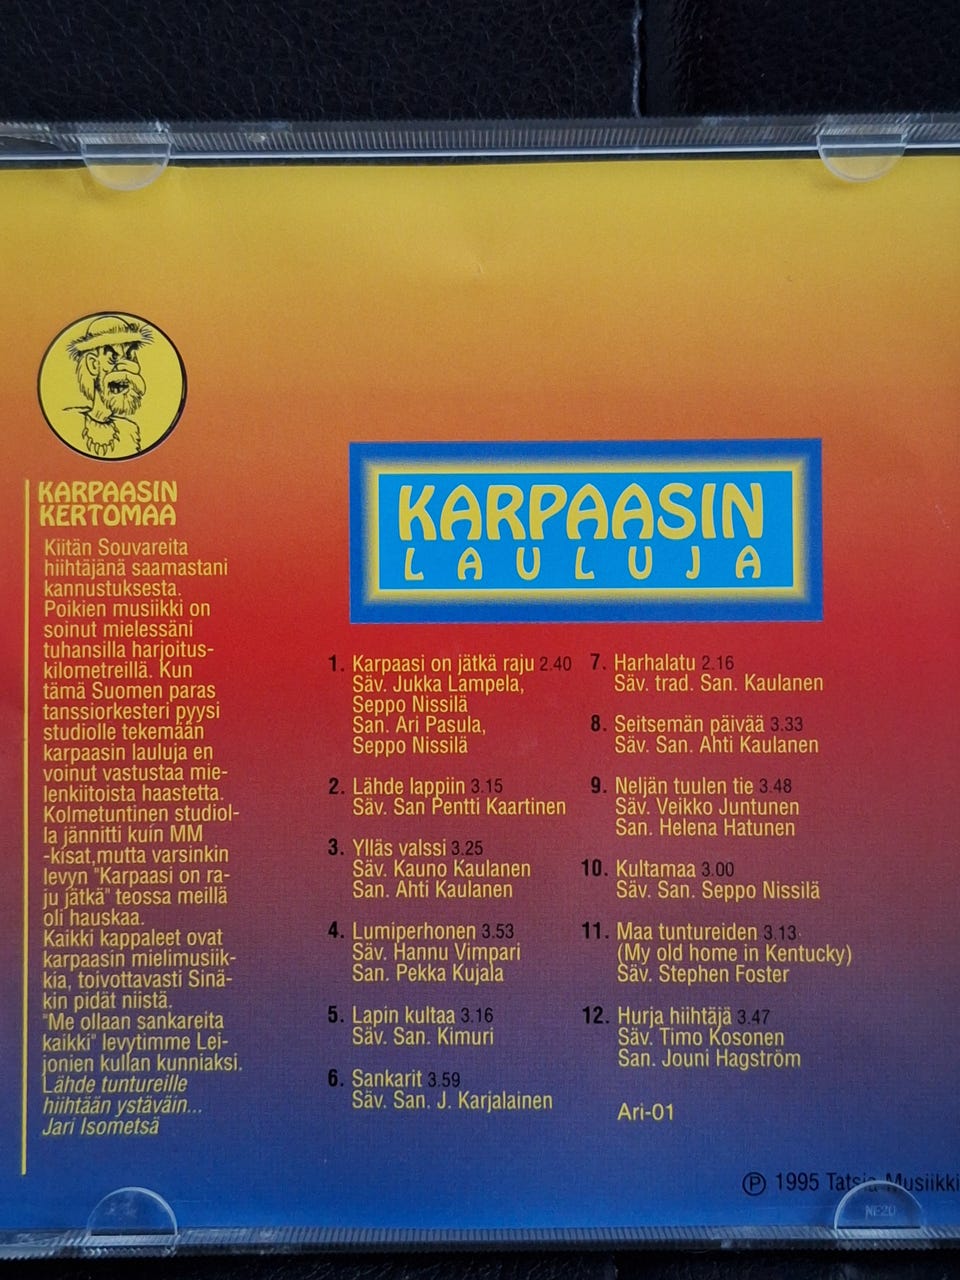 KARPAASIN
KERTOMAA
Kiitän Souvareita
hiihtäjänä saamastani
kannustuksesta.
Poikien musiikki on
soinut mielessäni
tuhansilla harjoitus-
kilometreillä. Kun
tämä Suomen paras
tanssiorkesteri pyysi
studiolle tekemään
karpaasin lauluja en
voinut vastustaa mie-
lenkiitoista haastetta.
Kolmetuntinen studiol-
la jännitti kuin MM
-kisat,mutta varsinkin
levyn "Karpaasi on ra-
ju jätkä" teossa meillä
oli hauskaa.
Kaikki kappaleet ovat
karpaasin mielimusiik-
kia, toivottavasti Sinä-
kin pidät niistä.
"Me ollaan sankareita
kaikki" levytimme Lei-
jonien kullan kunniaksi.
Lähde tuntureille
hiihtään ystäväin...
Jari Isometsä
KARPAASIN
LAULUJA
1. Karpaasi on jätkä raju 2.40
Säv. Jukka Lampela,
Seppo Nissilä
San. Ari Pasula,
Seppo Nissilä
2. Lähde lappiin 3.15
Säv. San Pentti Kaartinen
3. Ylläs valssi 3.25
Säv. Kauno Kaulanen
San. Ahti Kaulanen
4. Lumiperhonen 3.53
Säv. Hannu Vimpari
San. Pekka Kujala
5. Lapin kultaa 3.16
Säv. San. Kimuri
6. Sankarit 3.59
Säv. San. J. Karjalainen
7. Harhalatu 2.16
Säv. trad. San. Kaulanen
8. Seitsemän päivää 3.33
Säv. San. Ahti Kaulanen
9. Neljän tuulen tie 3.48
Säv. Veikko Juntunen
San. Helena Hatunen
10. Kultamaa 3.00
Säv. San. Seppo Nissilä
11. Maa tuntureiden 3.13
(My old home in Kentucky)
Säv. Stephen Foster
12. Hurja hiihtäjä 3.47
Säv. Timo Kosonen
San. Jouni Hagström
Ari-01
Ⓟ 1995 Tatsia Musiikki
NE20